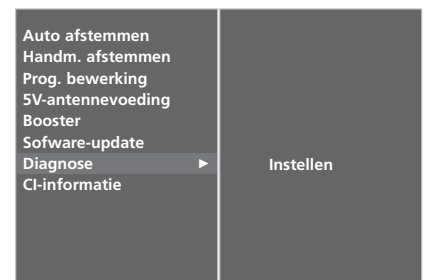 Auto afstemmen
Handm. afstemmen
Prog. bewerking
5V-antennevoeding
Booster
Sofware-update
Diagnose ►
Instellen
CI-informatie